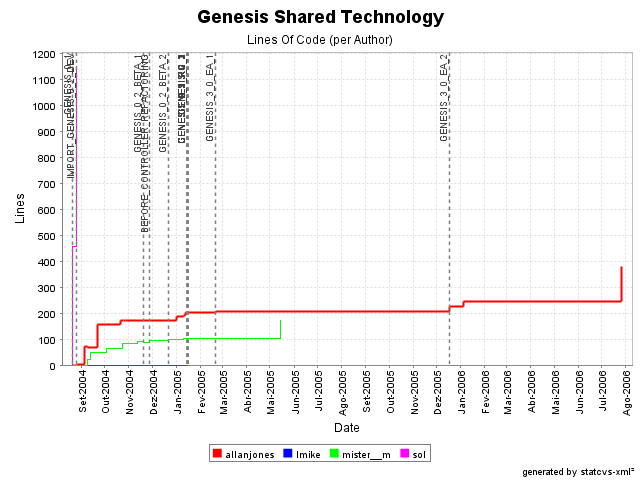 Genesis Shared Technology
Lines Of Code (per Author)
Lines
1200
1100
1000
900
800
700
600
500
400
300
200
100
0
GENESIS_0_2_BETA_1
BEFORE_CONTROLLER_REFACTORING
GENESIS_0_2_BETA_2
GENESIS_3_0_EA_1
GENESIS_3_0_EA_2
Set-2004
Out-2004
Nov-2004
Dez-2004
Jan-2005
Fev-2005
Mar-2005
Abr-2005
Mai-2005
Jun-2005
Jul-2005
Ago-2005
Set-2005
Out-2005
Nov-2005
Dez-2005
Jan-2006
Fev-2006
Mar-2006
Abr-2006
Mai-2006
Jun-2006
Jul-2006
Ago-2006
Date
allanjones lmike mister__m sol
generated by statcvs-xml²